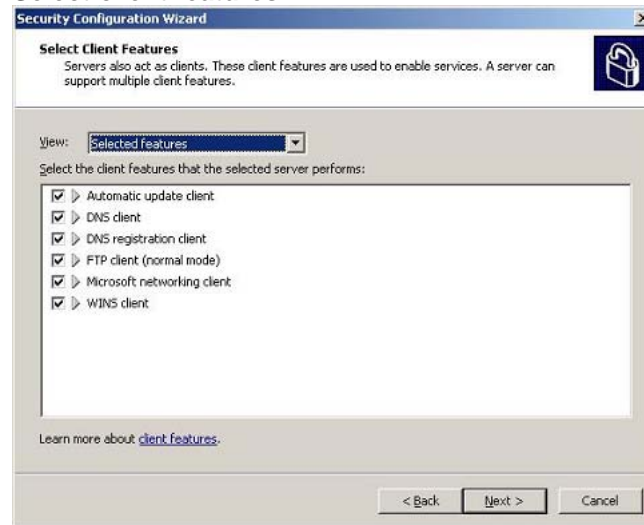 Security Configuration Wizard
Select Client Features
Servers also act as clients. These client features are used to enable services. A server can
support multiple client features.
View: Selected features
Select the client features that the selected server performs:
Automatic update client
DNS client
DNS registration client
FTP client (normal mode)
Microsoft networking client
WINS client
Learn more about client features.
< Back Next > Cancel